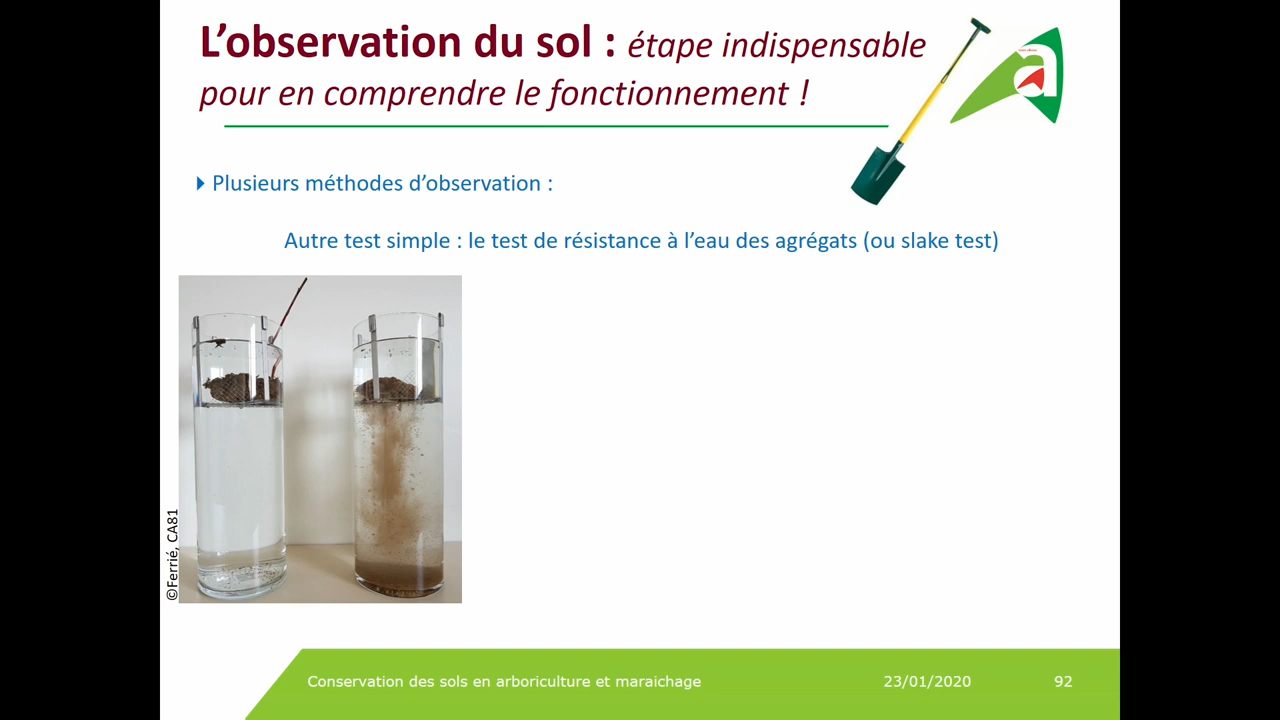 L’observation du sol : étape indispensable
pour en comprendre le fonctionnement !
Plusieurs méthodes d’observation :
Autre test simple : le test de résistance à l’eau des agrégats (ou slake test)
©Ferrié, CA81
Conservation des sols en arboriculture et maraichage 23/01/2020 92